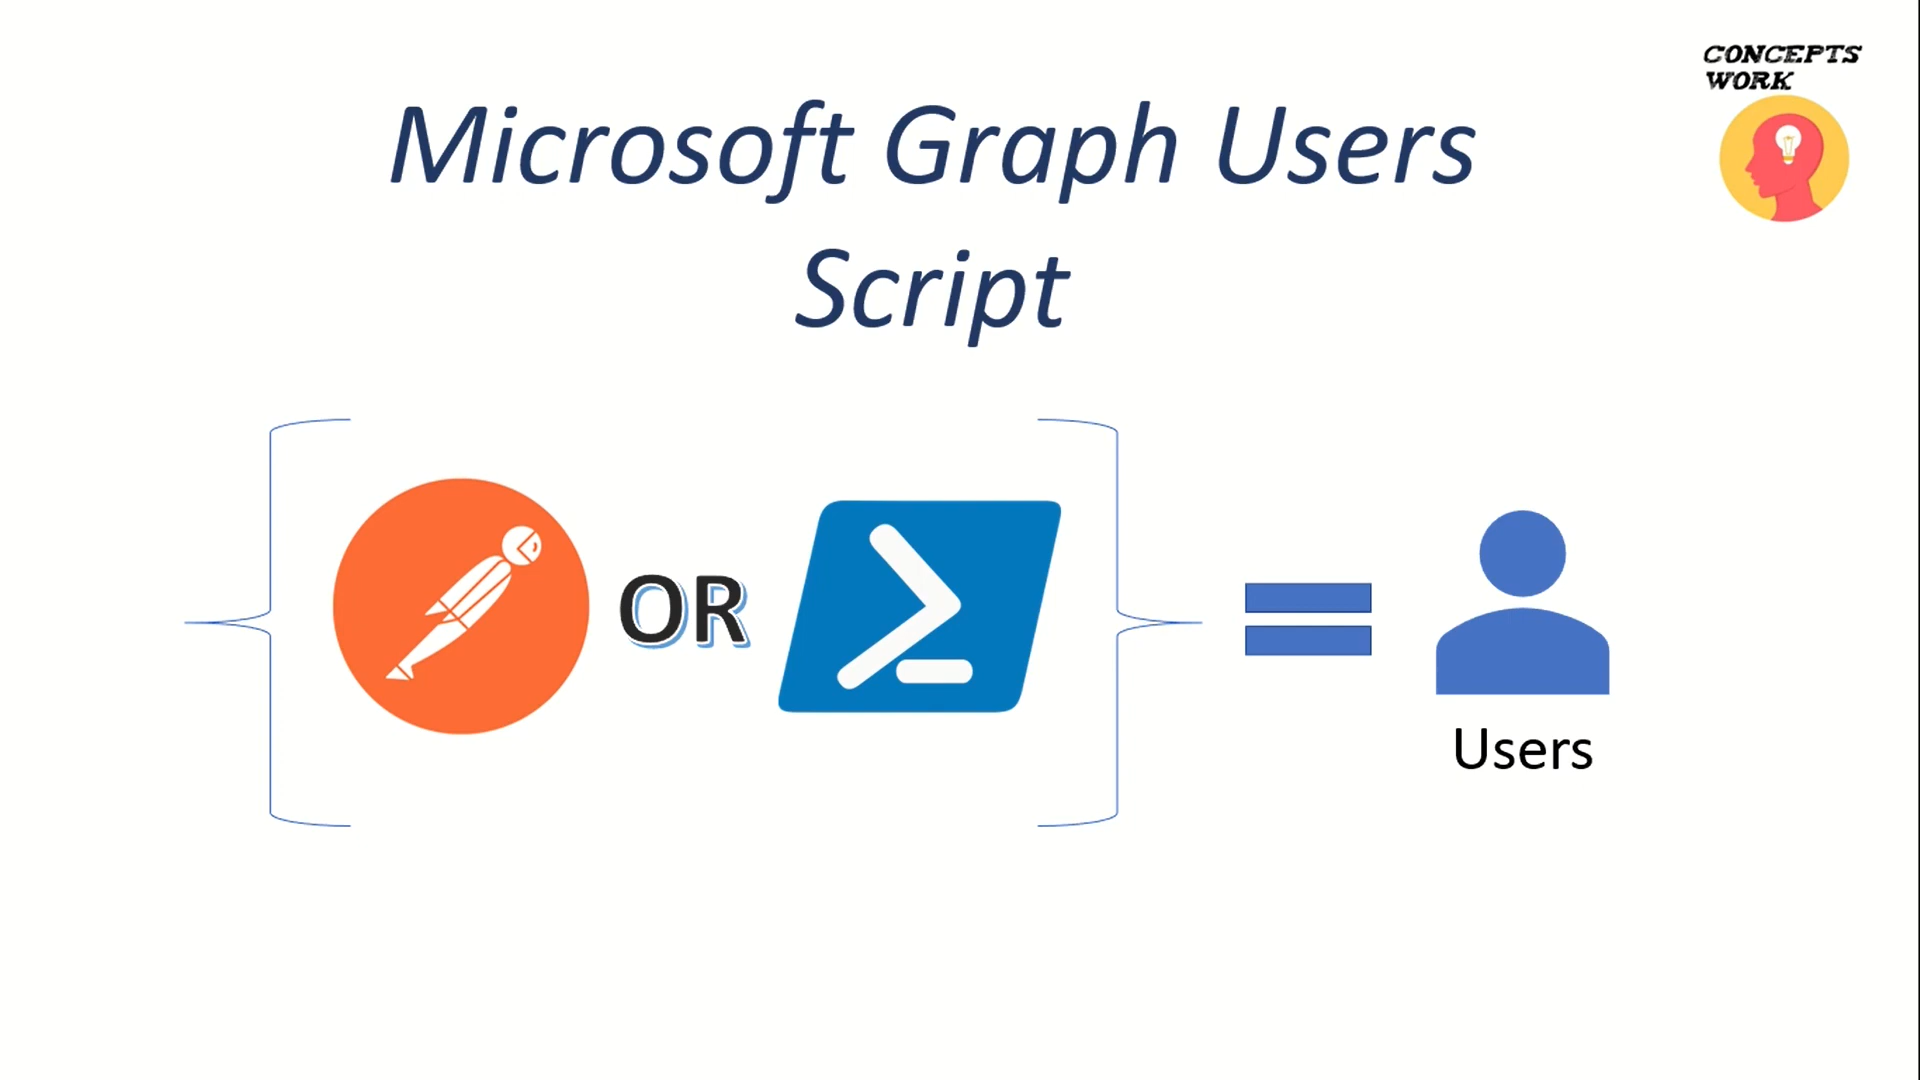 CONCEPTS
WORK
Microsoft Graph Users
Script
OR
Users